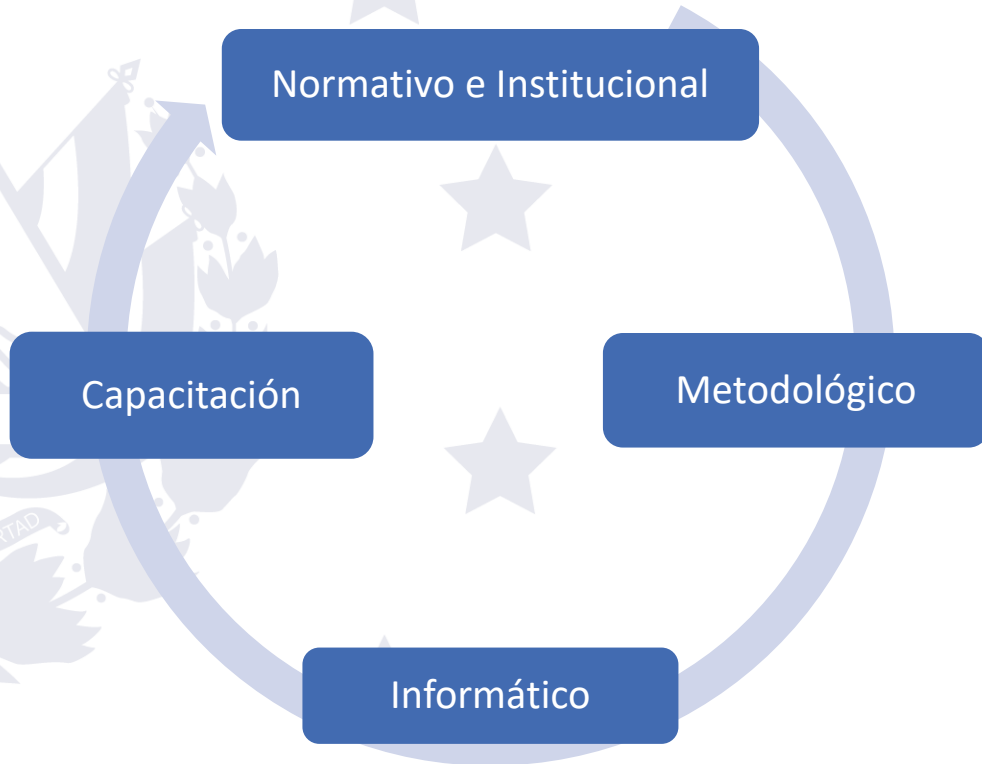 Normativo e Institucional
Metodológico
Capacitación
Informático